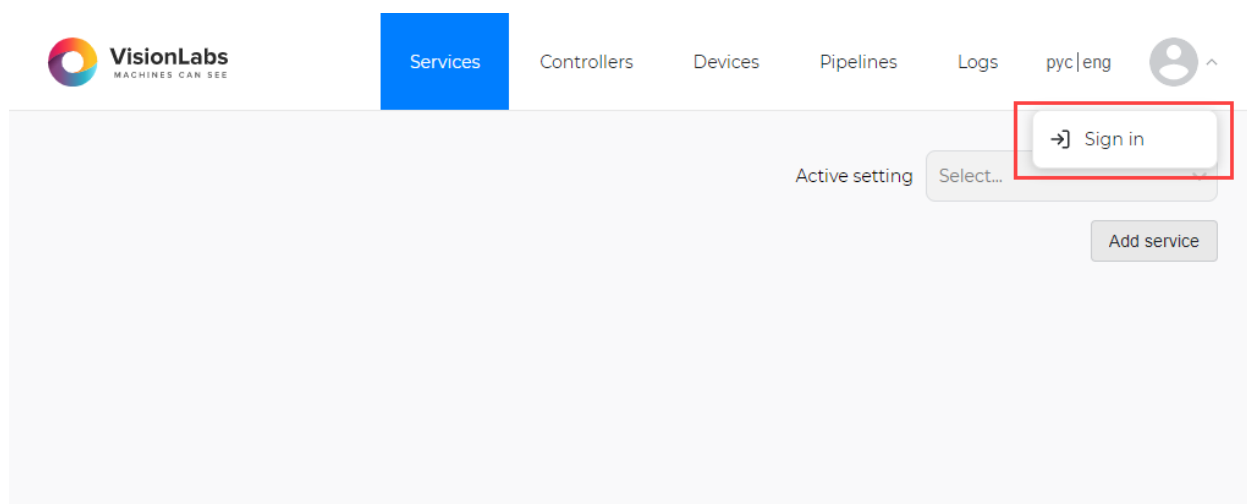 VisionLabs
MACHINES CAN SEE
Services Controllers Devices Pipelines Logs рус|eng
Sign in
Active setting Select...
Add service